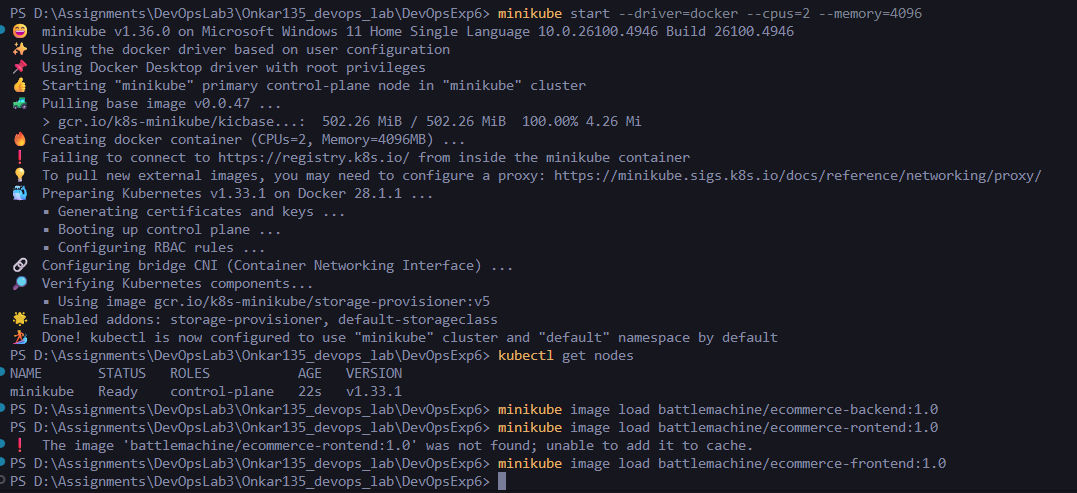 PS D:\Assignments\DevOpsLab3\Onkar135_devops_lab\DevOpsExp6> minikube start --driver=docker --cpus=2 --memory=4096
😄 minikube v1.36.0 on Microsoft Windows 11 Home Single Language 10.0.26100.4946 Build 26100.4946
✨ Using the docker driver based on user configuration
📌 Using Docker Desktop driver with root privileges
👍 Starting "minikube" primary control-plane node in "minikube" cluster
🚜 Pulling base image v0.0.47 ...
> gcr.io/k8s-minikube/kicbase...: 502.26 MiB / 502.26 MiB 100.00% 4.26 Mi
🔥 Creating docker container (CPUs=2, Memory=4096MB) ...
❗ Failing to connect to https://registry.k8s.io/ from inside the minikube container
💡 To pull new external images, you may need to configure a proxy: https://minikube.sigs.k8s.io/docs/reference/networking/proxy/
🐳 Preparing Kubernetes v1.33.1 on Docker 28.1.1 ...
▪ Generating certificates and keys ...
▪ Booting up control plane ...
▪ Configuring RBAC rules ...
🔗 Configuring bridge CNI (Container Networking Interface) ...
🔎 Verifying Kubernetes components...
▪ Using image gcr.io/k8s-minikube/storage-provisioner:v5
🌟 Enabled addons: storage-provisioner, default-storageclass
🏄 Done! kubectl is now configured to use "minikube" cluster and "default" namespace by default
PS D:\Assignments\DevOpsLab3\Onkar135_devops_lab\DevOpsExp6> kubectl get nodes
NAME STATUS ROLES AGE VERSION
minikube Ready control-plane 22s v1.33.1
PS D:\Assignments\DevOpsLab3\Onkar135_devops_lab\DevOpsExp6> minikube image load battlemachine/ecommerce-backend:1.0
PS D:\Assignments\DevOpsLab3\Onkar135_devops_lab\DevOpsExp6> minikube image load battlemachine/ecommerce-rontend:1.0
❗ The image 'battlemachine/ecommerce-rontend:1.0' was not found; unable to add it to cache.
PS D:\Assignments\DevOpsLab3\Onkar135_devops_lab\DevOpsExp6> minikube image load battlemachine/ecommerce-frontend:1.0
PS D:\Assignments\DevOpsLab3\Onkar135_devops_lab\DevOpsExp6>